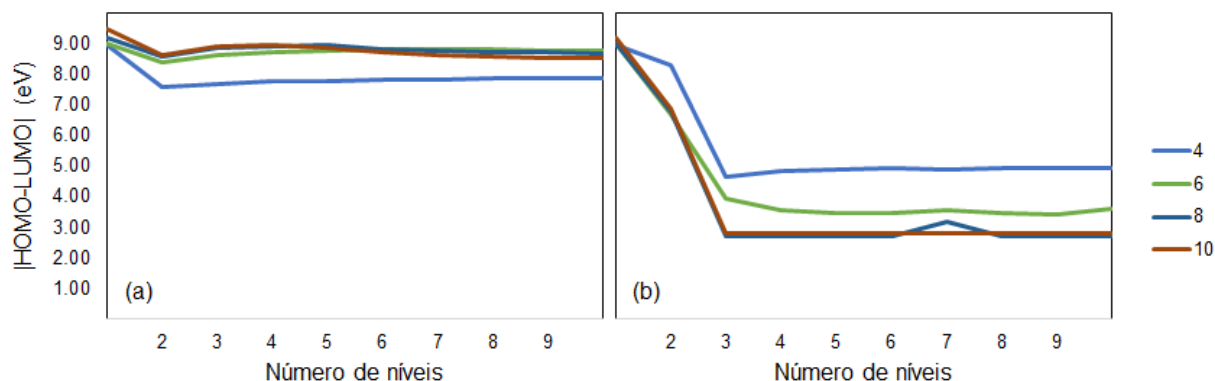 |HOMO-LUMO| (eV)
9.00
8.00
7.00
6.00
5.00
4.00
3.00
2.00
1.00
(a)
(b)
2 3 4 5 6 7 8 9
2 3 4 5 6 7 8 9
Número de níveis
Número de níveis
4
6
8
10